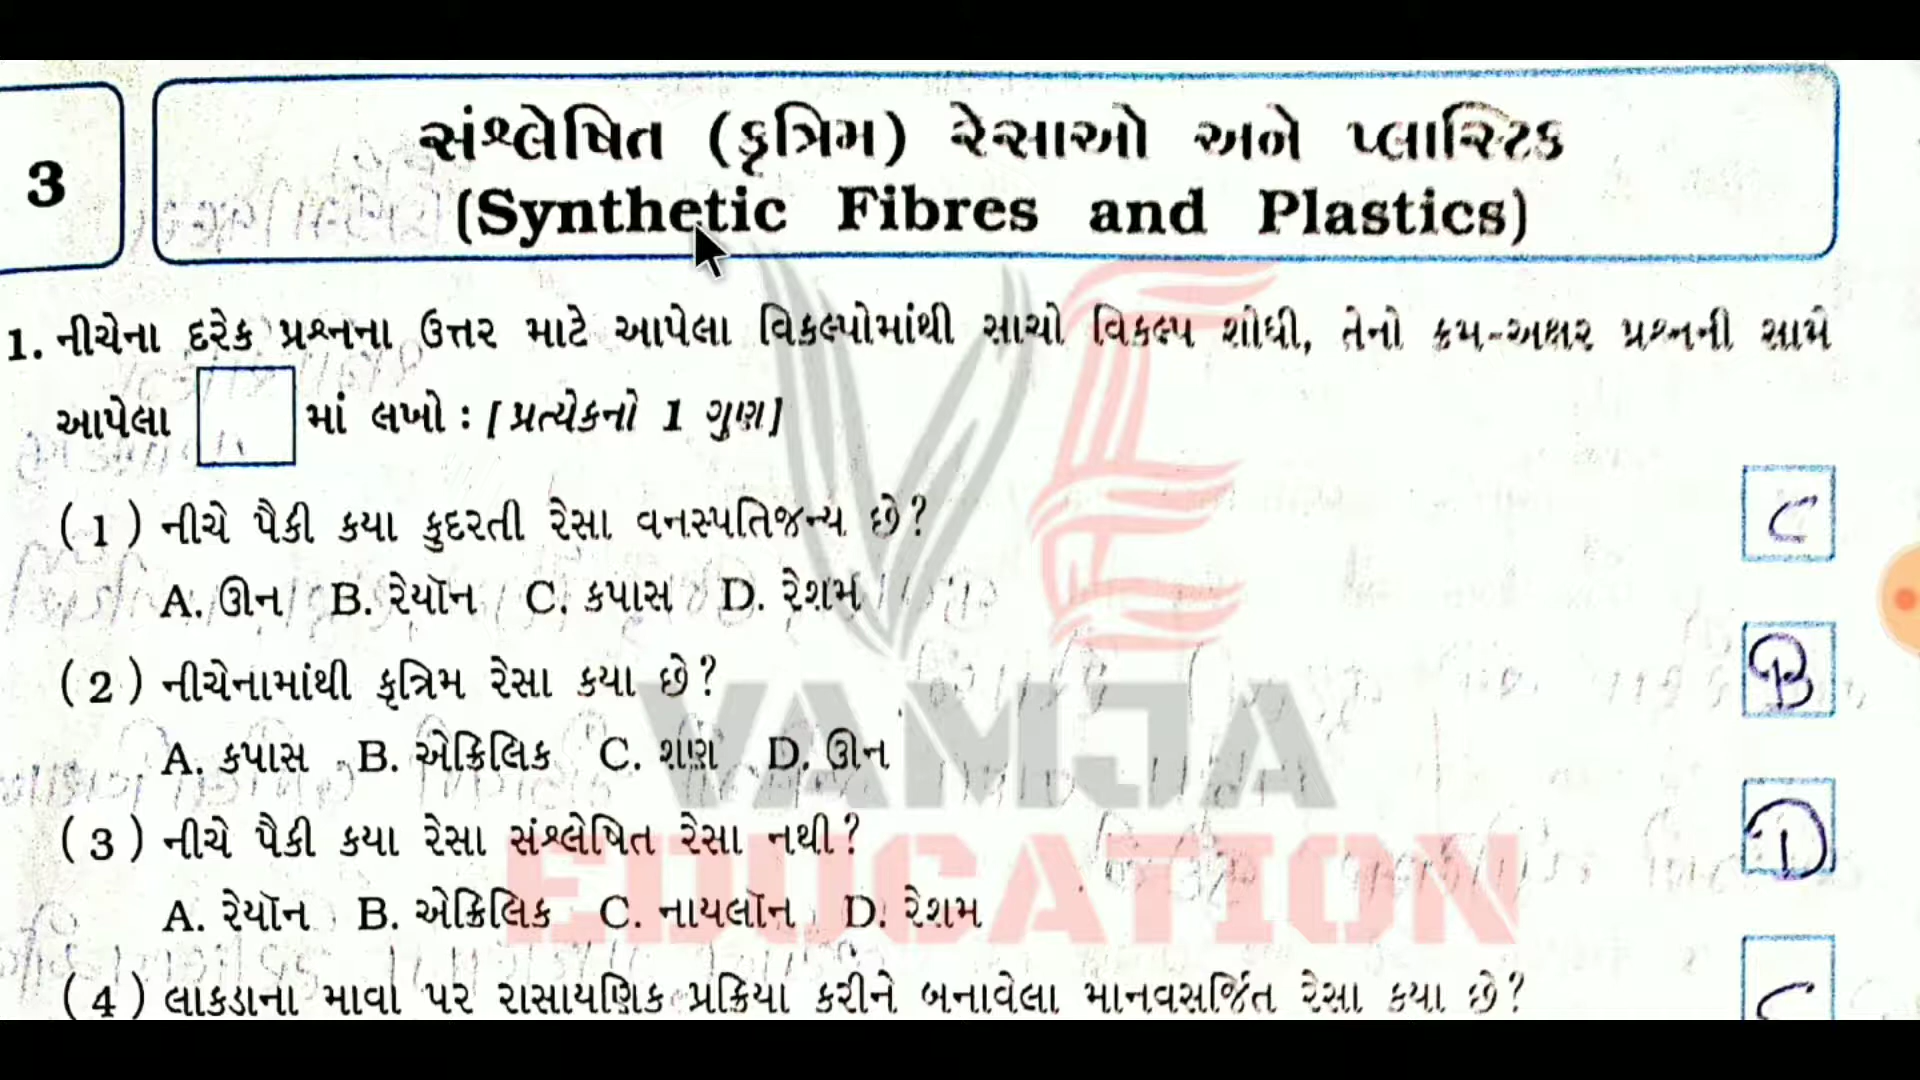 3
સંશ્લેષિત (કૃત્રિમ) રેસાઓ અને પ્લાસ્ટિક
(Synthetic Fibres and Plastics)
1. નીચેના દરેક પ્રશ્નના ઉત્તર માટે આપેલા વિકલ્પોમાંથી સાચો વિકલ્પ શોધી, તેનો ક્રમ-અક્ષર પ્રશ્નની સામે
આપેલા માં લખો : [પ્રત્યેકનો 1 ગુણ]
(1) નીચે પૈકી કયા કુદરતી રેસા વનસ્પતિજન્ય છે? C
A. ઊન B. રેયૉન C. કપાસ D. રેશમ
(2) નીચેનામાંથી કૃત્રિમ રેસા કયા છે? B
A. કપાસ B. એક્રિલિક C. શણ D. ઊન
(3) નીચે પૈકી કયા રેસા સંશ્લેષિત રેસા નથી? D
A. રેયૉન B. એક્રિલિક C. નાયલૉન D. રેશમ
(4) લાકડાના માવા પર રાસાયણિક પ્રક્રિયા કરીને બનાવેલા માનવસર્જિત રેસા કયા છે? C
VE
VAMJA
EDUCATION